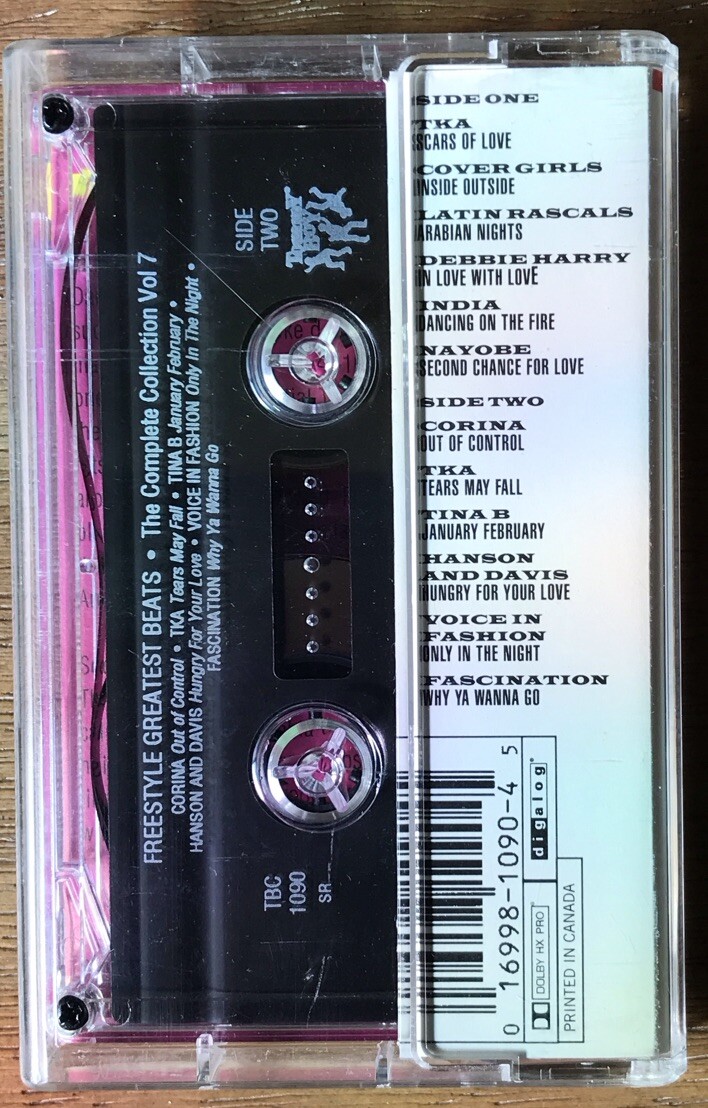 SIDE ONE
TKA
SCARS OF LOVE
COVER GIRLS
INSIDE OUTSIDE
LATIN RASCALS
ARABIAN NIGHTS
DEBBIE HARRY
IN LOVE WITH LOVE
INDIA
DANCING ON THE FIRE
NAYOBE
SECOND CHANCE FOR LOVE
SIDE TWO
CORINA
OUT OF CONTROL
TKA
TEARS MAY FALL
TINA B
JANUARY FEBRUARY
HANSON
AND DAVIS
HUNGRY FOR YOUR LOVE
VOICE IN
FASHION
ONLY IN THE NIGHT
FASCINATION
WHY YA WANNA GO
0 16998-1090-4 5
digalog
DOLBY HX PRO
PRINTED IN CANADA
FREESTYLE GREATEST BEATS • The Complete Collection Vol 7
CORINA Out of Control • TKA Tears May Fall • TINA B January February •
HANSON AND DAVIS Hungry For Your Love • VOICE IN FASHION Only In The Night •
FASCINATION Why Ya Wanna Go
SIDE
TWO
TBC
1090
SR